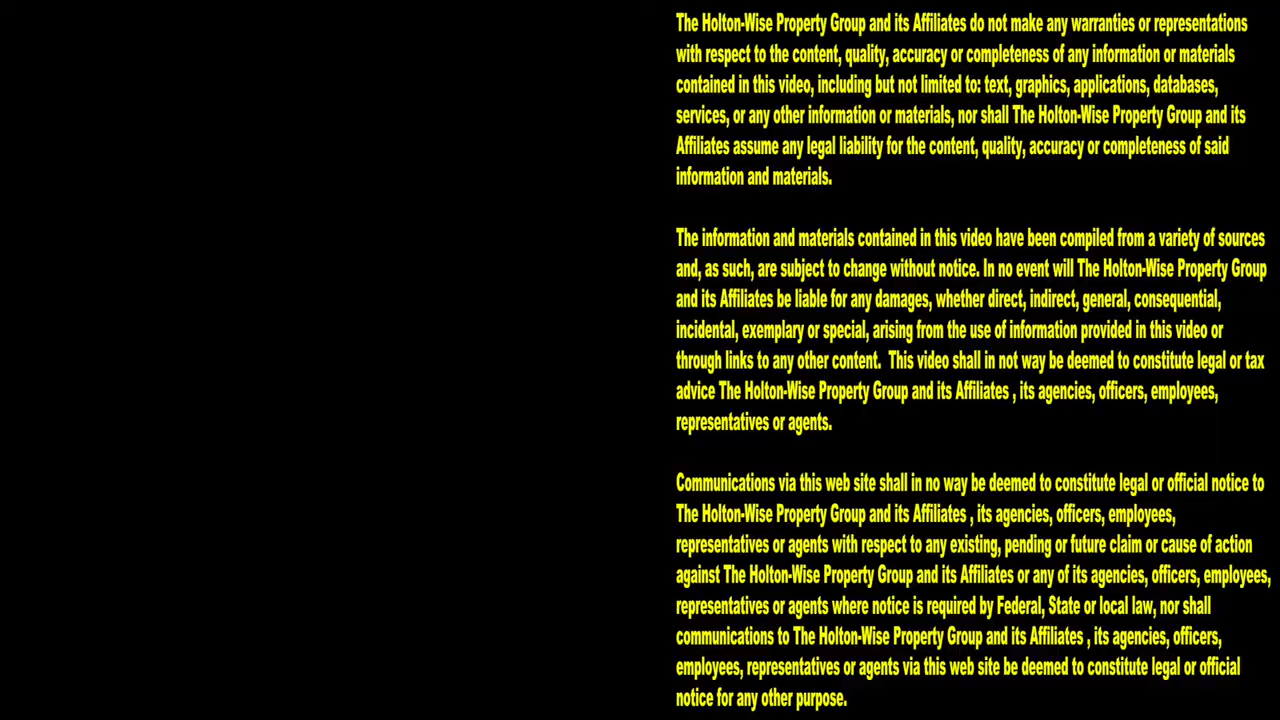 The Holton-Wise Property Group and its Affiliates do not make any warranties or representations
with respect to the content, quality, accuracy or completeness of any information or materials
contained in this video, including but not limited to: text, graphics, applications, databases,
services, or any other information or materials, nor shall The Holton-Wise Property Group and its
Affiliates assume any legal liability for the content, quality, accuracy or completeness of said
information and materials.
The information and materials contained in this video have been compiled from a variety of sources
and, as such, are subject to change without notice. In no event will The Holton-Wise Property Group
and its Affiliates be liable for any damages, whether direct, indirect, general, consequential,
incidental, exemplary or special, arising from the use of information provided in this video or
through links to any other content.  This video shall in not way be deemed to constitute legal or tax
advice The Holton-Wise Property Group and its Affiliates , its agencies, officers, employees,
representatives or agents.
Communications via this web site shall in no way be deemed to constitute legal or official notice to
The Holton-Wise Property Group and its Affiliates , its agencies, officers, employees,
representatives or agents with respect to any existing, pending or future claim or cause of action
against The Holton-Wise Property Group and its Affiliates or any of its agencies, officers, employees,
representatives or agents where notice is required by Federal, State or local law, nor shall
communications to The Holton-Wise Property Group and its Affiliates , its agencies, officers,
employees, representatives or agents via this web site be deemed to constitute legal or official
notice for any other purpose.